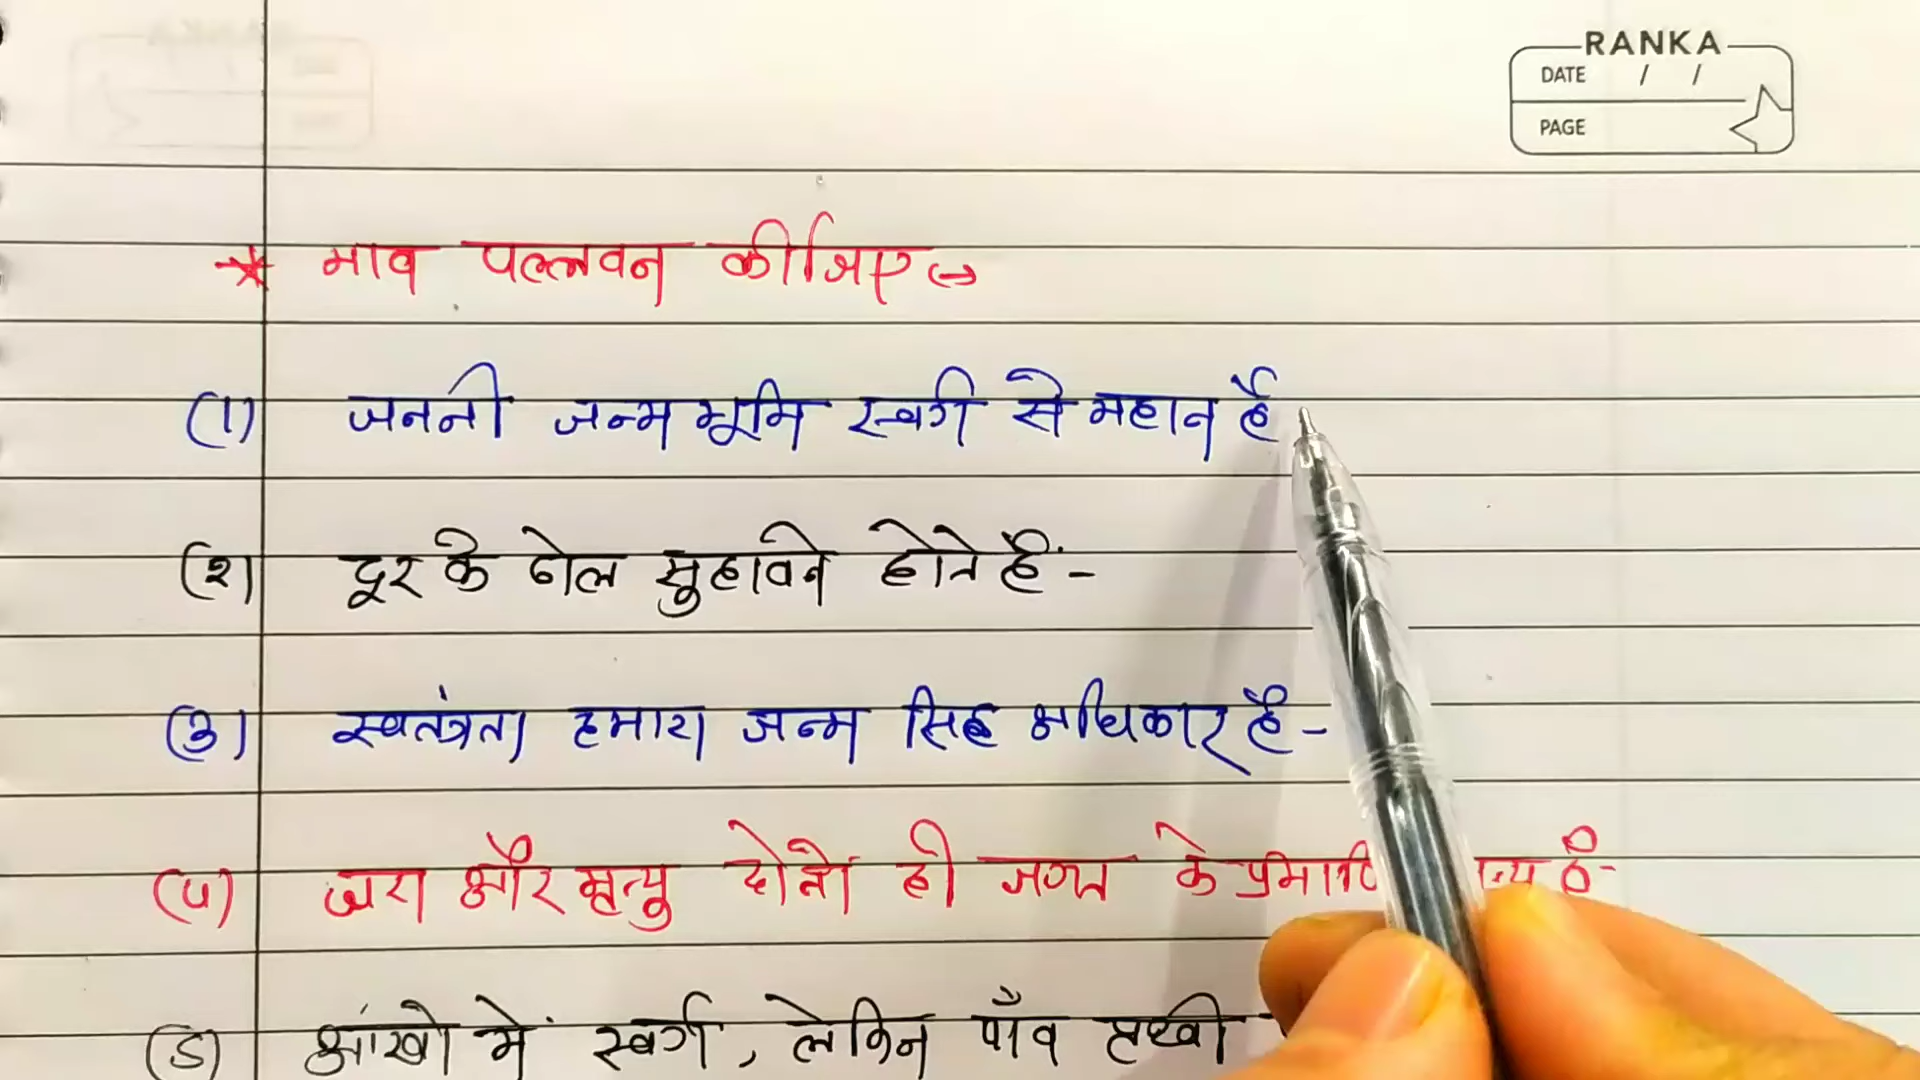 RANKA
DATE / /
PAGE
* भाव पल्लवन कीजिए →
(1) जननी जन्मभूमि स्वर्ग से महान है
(२) दूर के ढोल सुहावने होते हैं -
(3) स्वतंत्रता हमारा जन्म सिद्ध अधिकार है -
(4) जरा और मृत्यु दोनो ही जगत के है -
(5) आंखो में स्वर्ग, लेकिन पाँव पृथ्वी